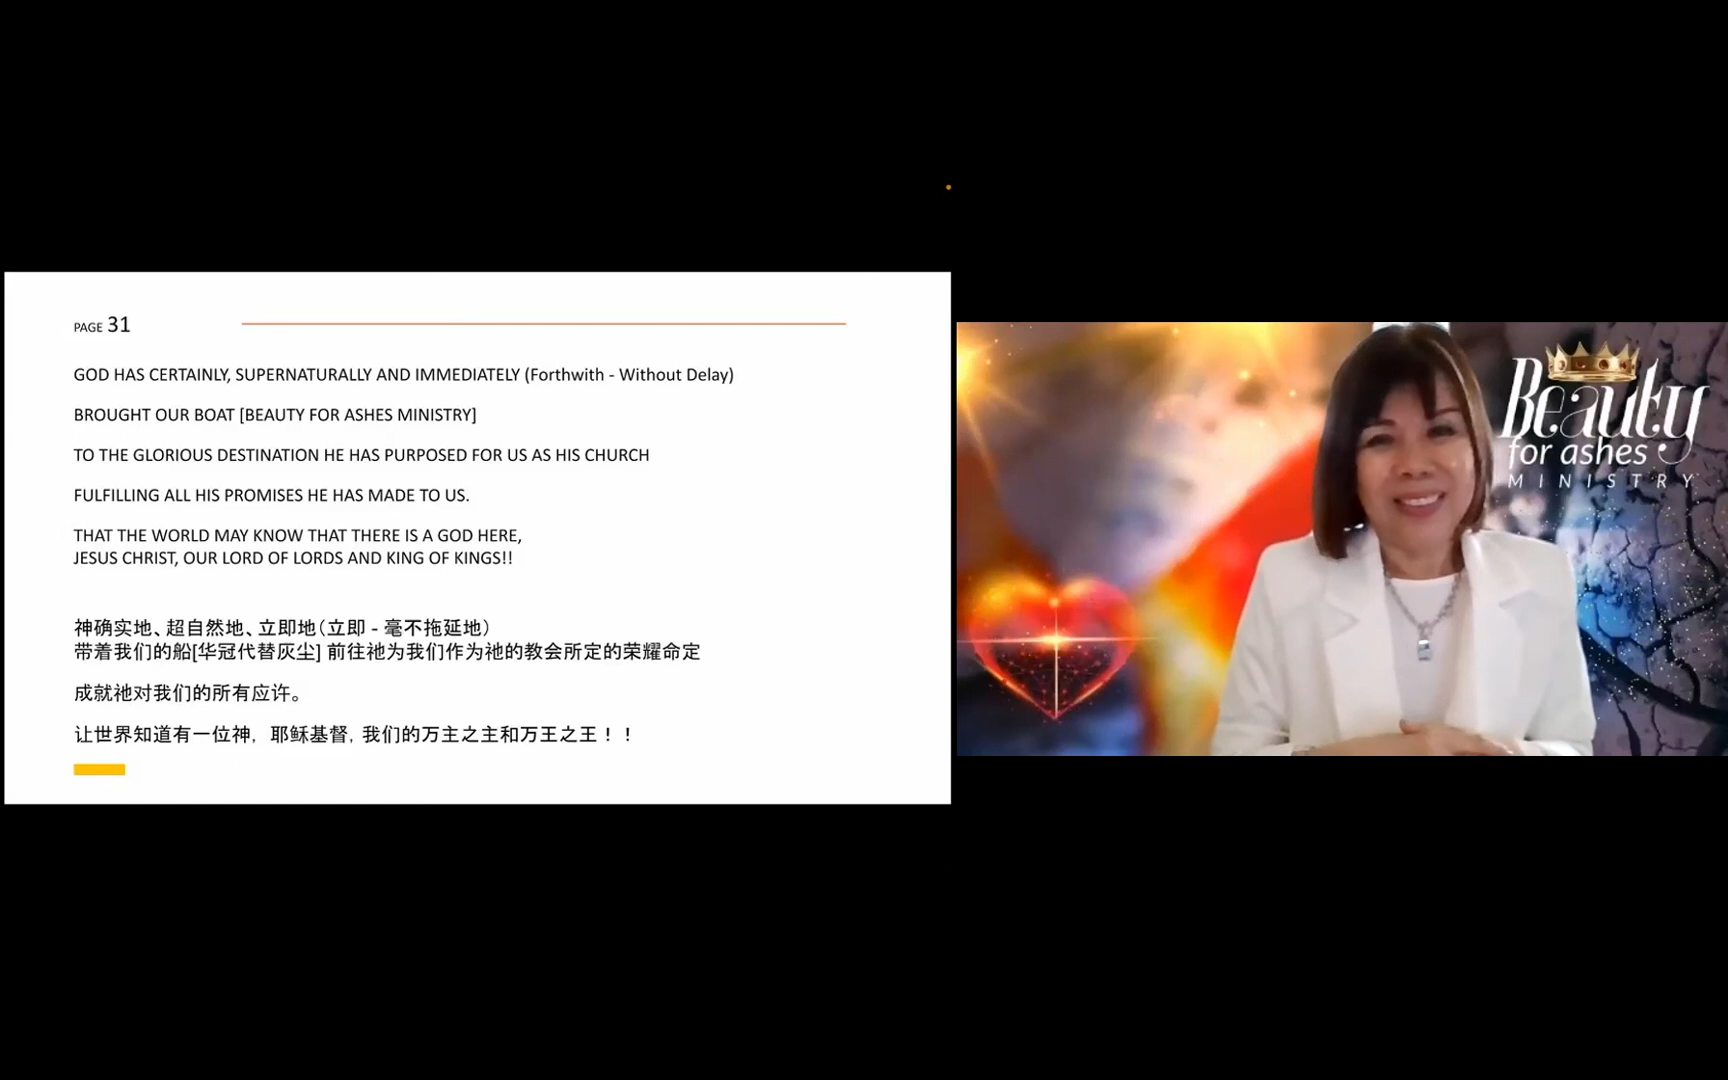 PAGE 31
GOD HAS CERTAINLY, SUPERNATURALLY AND IMMEDIATELY (Forthwith - Without Delay)
BROUGHT OUR BOAT [BEAUTY FOR ASHES MINISTRY]
TO THE GLORIOUS DESTINATION HE HAS PURPOSED FOR US AS HIS CHURCH
FULFILLING ALL HIS PROMISES HE HAS MADE TO US.
THAT THE WORLD MAY KNOW THAT THERE IS A GOD HERE,
JESUS CHRIST, OUR LORD OF LORDS AND KING OF KINGS!!
神确实地、超自然地、立即地（立即 - 毫不拖延地）
带着我们的船[华冠代替灰尘] 前往祂为我们作为祂的教会所定的荣耀命定
成就祂对我们的所有应许。
让世界知道有一位神，耶稣基督，我们的万主之主和万王之王！！
Beauty
for ashes
MINISTRY